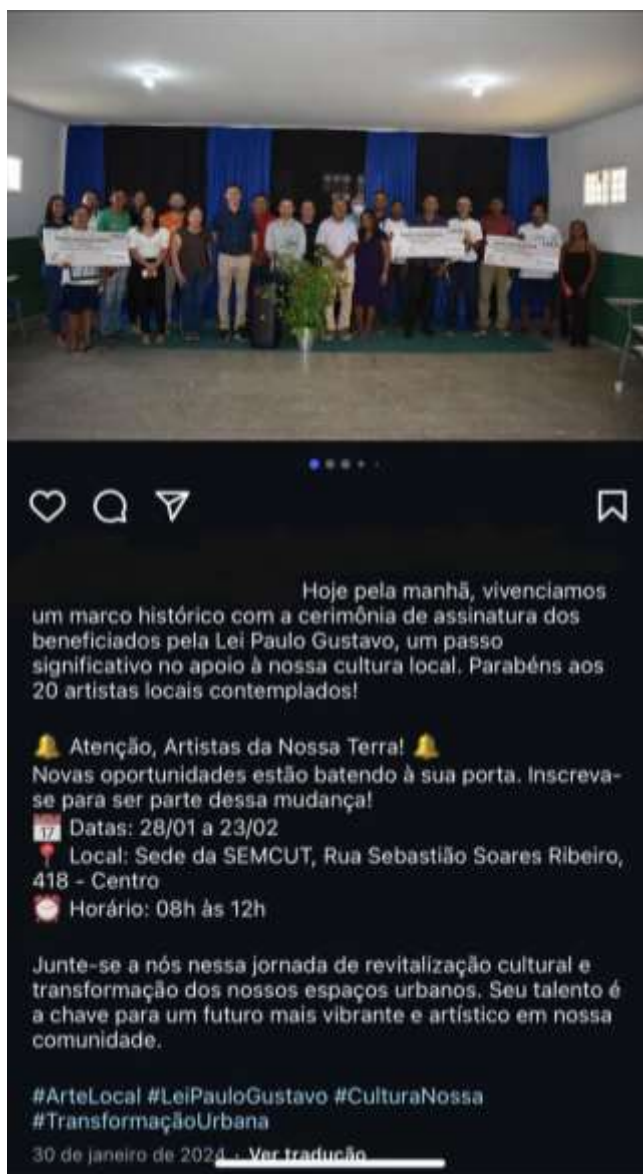 Hoje pela manhã, vivenciamos
um marco histórico com a cerimônia de assinatura dos
beneficiados pela Lei Paulo Gustavo, um passo
significativo no apoio à nossa cultura local. Parabéns aos
20 artistas locais contemplados!
🔔 Atenção, Artistas da Nossa Terra! 🔔
Novas oportunidades estão batendo à sua porta. Inscreva-
se para ser parte dessa mudança!
📅 Datas: 28/01 a 23/02
📍 Local: Sede da SEMCUT, Rua Sebastião Soares Ribeiro,
418 - Centro
⏰ Horário: 08h às 12h
Junte-se a nós nessa jornada de revitalização cultural e
transformação dos nossos espaços urbanos. Seu talento é
a chave para um futuro mais vibrante e artístico em nossa
comunidade.
#ArteLocal #LeiPauloGustavo #CulturaNossa
#TransformaçãoUrbana
30 de janeiro de 2024 · Ver tradução